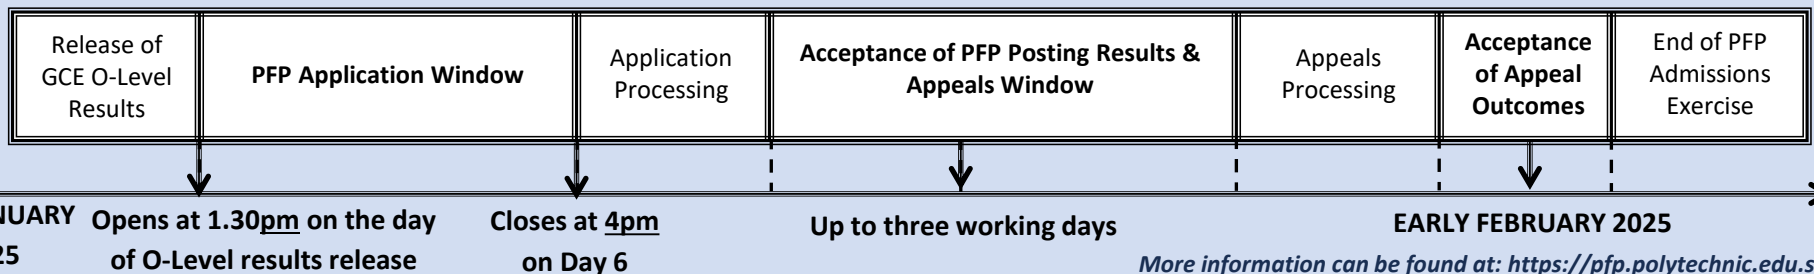 Release of
GCE O-Level
Results
PFP Application Window
Application
Processing
Acceptance of PFP Posting Results &
Appeals Window
Appeals
Processing
Acceptance
of Appeal
Outcomes
End of PFP
Admissions
Exercise
NUARY
25
Opens at 1.30pm on the day
of O-Level results release
Closes at 4pm
on Day 6
Up to three working days
EARLY FEBRUARY 2025
More information can be found at: https://pfp.polytechnic.edu.s